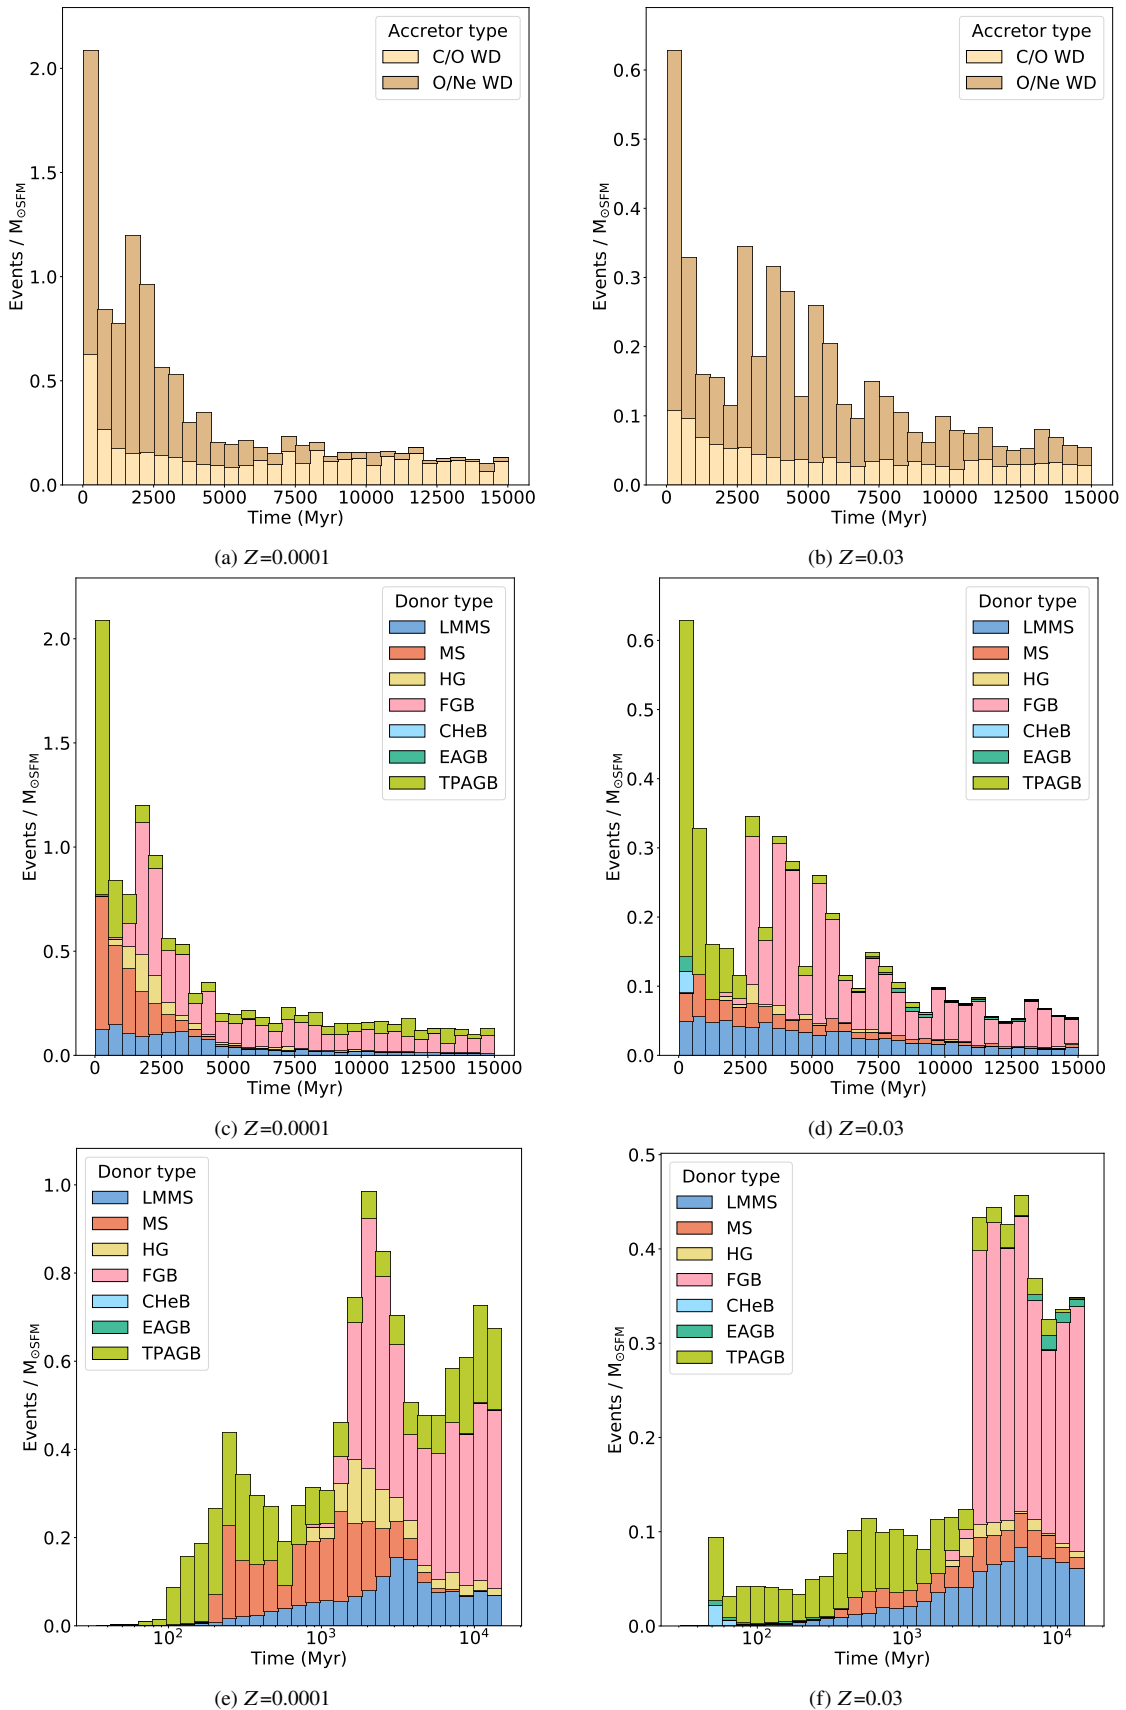 Accretor type
C/O WD
O/Ne WD
2.0
1.5
1.0
0.5
0.0
Events / M⊙SFM
0 2500 5000 7500 10000 12500 15000
Time (Myr)
(a) Z=0.0001
Accretor type
C/O WD
O/Ne WD
0.6
0.5
0.4
0.3
0.2
0.1
0.0
Events / M⊙SFM
0 2500 5000 7500 10000 12500 15000
Time (Myr)
(b) Z=0.03
Donor type
LMMS
MS
HG
FGB
CHeB
EAGB
TPAGB
2.0
1.5
1.0
0.5
0.0
Events / M⊙SFM
0 2500 5000 7500 10000 12500 15000
Time (Myr)
(c) Z=0.0001
Donor type
LMMS
MS
HG
FGB
CHeB
EAGB
TPAGB
0.6
0.5
0.4
0.3
0.2
0.1
0.0
Events / M⊙SFM
0 2500 5000 7500 10000 12500 15000
Time (Myr)
(d) Z=0.03
Donor type
LMMS
MS
HG
FGB
CHeB
EAGB
TPAGB
1.0
0.8
0.6
0.4
0.2
0.0
Events / M⊙SFM
10² 10³ 10⁴
Time (Myr)
(e) Z=0.0001
Donor type
LMMS
MS
HG
FGB
CHeB
EAGB
TPAGB
0.5
0.4
0.3
0.2
0.1
0.0
Events / M⊙SFM
10² 10³ 10⁴
Time (Myr)
(f) Z=0.03